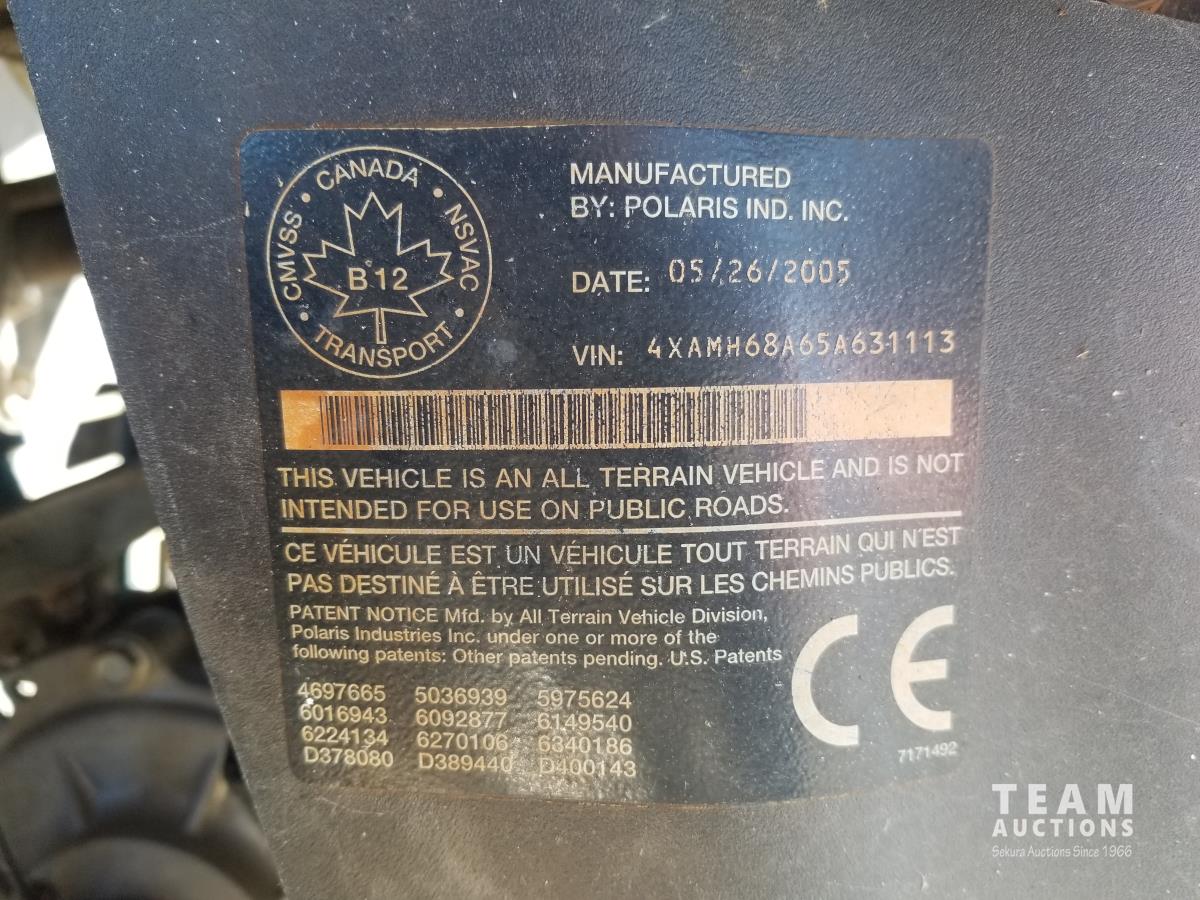 CANADA
CMVSS
NSVAC
B 12
TRANSPORT
MANUFACTURED
BY: POLARIS IND. INC.
DATE: 05/26/2005
VIN: 4XAMH68A65A631113
THIS VEHICLE IS AN ALL TERRAIN VEHICLE AND IS NOT
INTENDED FOR USE ON PUBLIC ROADS.
CE VÉHICULE EST UN VÉHICULE TOUT TERRAIN QUI N'EST
PAS DESTINÉ À ÊTRE UTILISÉ SUR LES CHEMINS PUBLICS.
PATENT NOTICE Mfd. by All Terrain Vehicle Division,
Polaris Industries Inc. under one or more of the
following patents: Other patents pending. U.S. Patents
4697665 5036939 5975624
6016943 6092877 6149540
6224134 6270106 6340186
D378080 D389440 D400143
CE
7171492
TEAM
AUCTIONS
Sekura Auctions Since 1966